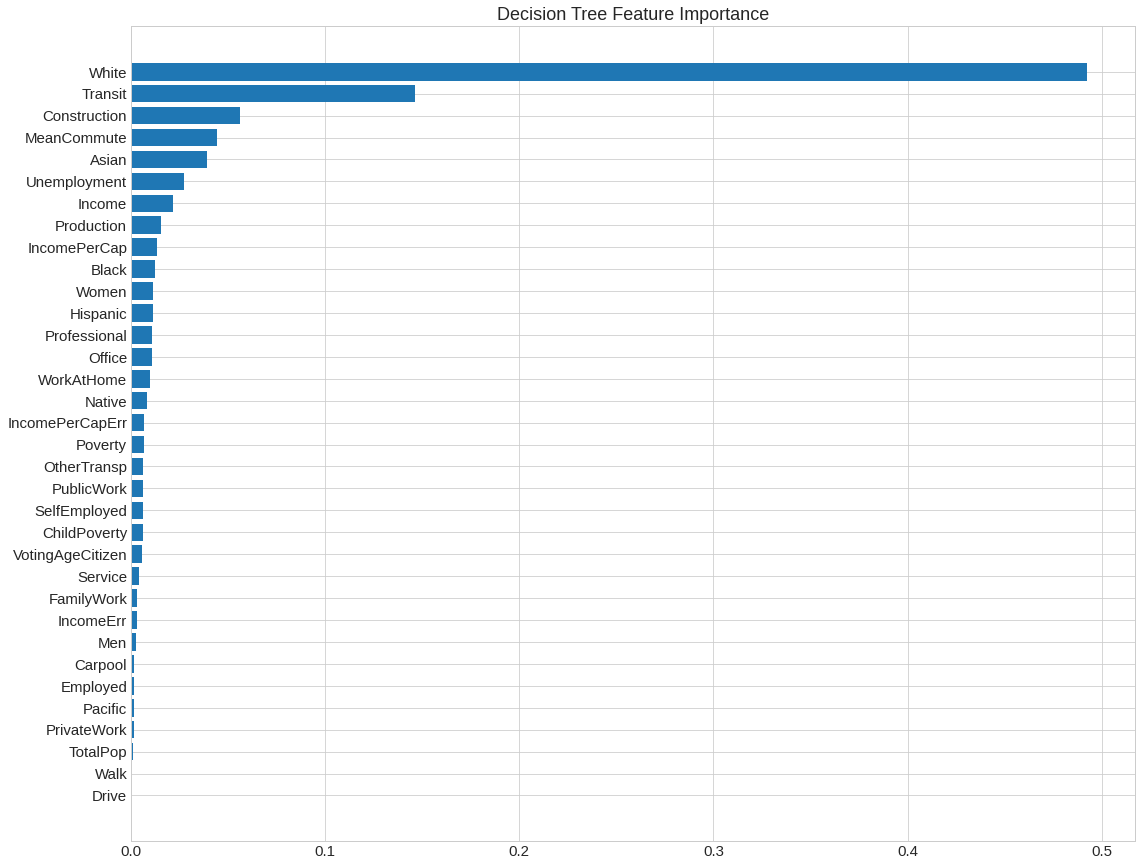 Decision Tree Feature Importance
White
Transit
Construction
MeanCommute
Asian
Unemployment
Income
Production
IncomePerCap
Black
Women
Hispanic
Professional
Office
WorkAtHome
Native
IncomePerCapErr
Poverty
OtherTransp
PublicWork
SelfEmployed
ChildPoverty
VotingAgeCitizen
Service
FamilyWork
IncomeErr
Men
Carpool
Employed
Pacific
PrivateWork
TotalPop
Walk
Drive
0.0 0.1 0.2 0.3 0.4 0.5